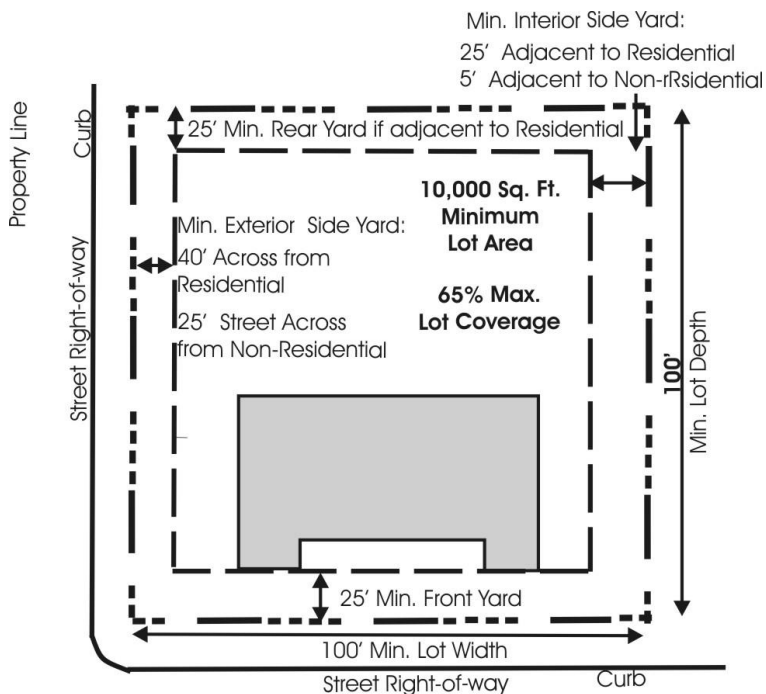 Min. Interior Side Yard:
25' Adjacent to Residential
5' Adjacent to Non-rRsidential
Property Line
Curb
25' Min. Rear Yard if adjacent to Residential
10,000 Sq. Ft.
Minimum
Lot Area
Min. Exterior Side Yard:
40' Across from
Residential
25' Street Across
from Non-Residential
65% Max.
Lot Coverage
Street Right-of-way
100'
Min. Lot Depth
25' Min. Front Yard
100' Min. Lot Width
Street Right-of-way
Curb